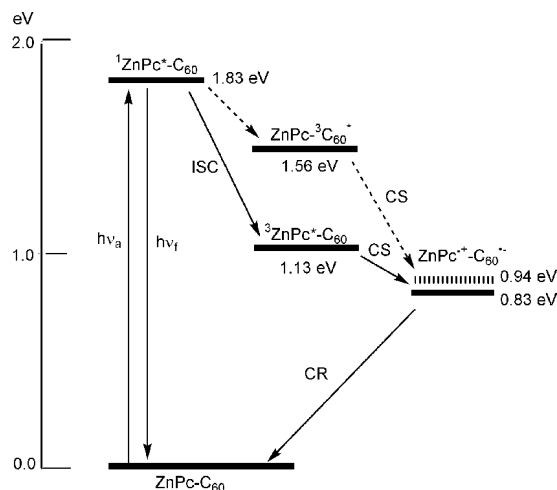 eV
2.0
¹ZnPc*-C₆₀
1.83 eV
ZnPc-³C₆₀*
1.56 eV
ISC
CS
hνₐ
hν_f
³ZnPc*-C₆₀
1.0
1.13 eV
CS
ZnPc•⁺-C₆₀•-
0.94 eV
0.83 eV
CR
0.0
ZnPc-C₆₀